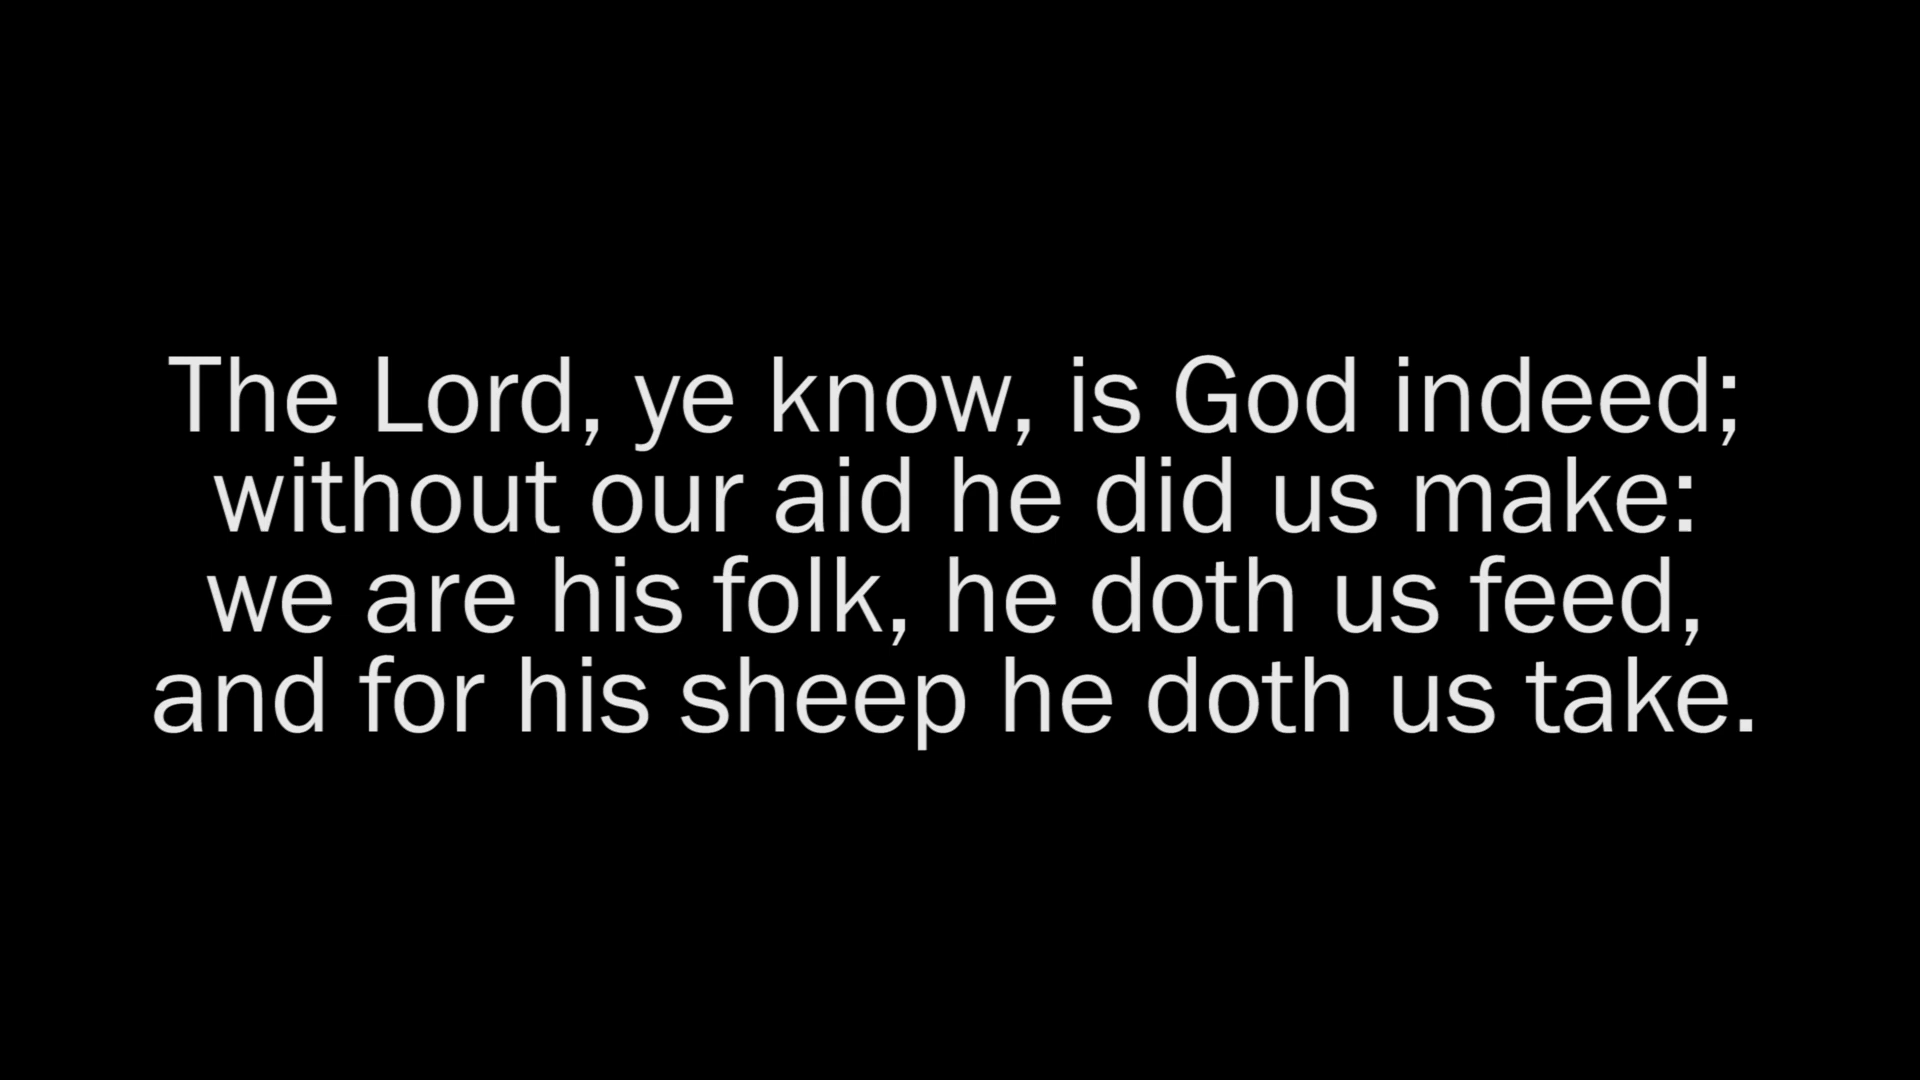 The Lord, ye know, is God indeed;
without our aid he did us make:
we are his folk, he doth us feed,
and for his sheep he doth us take.